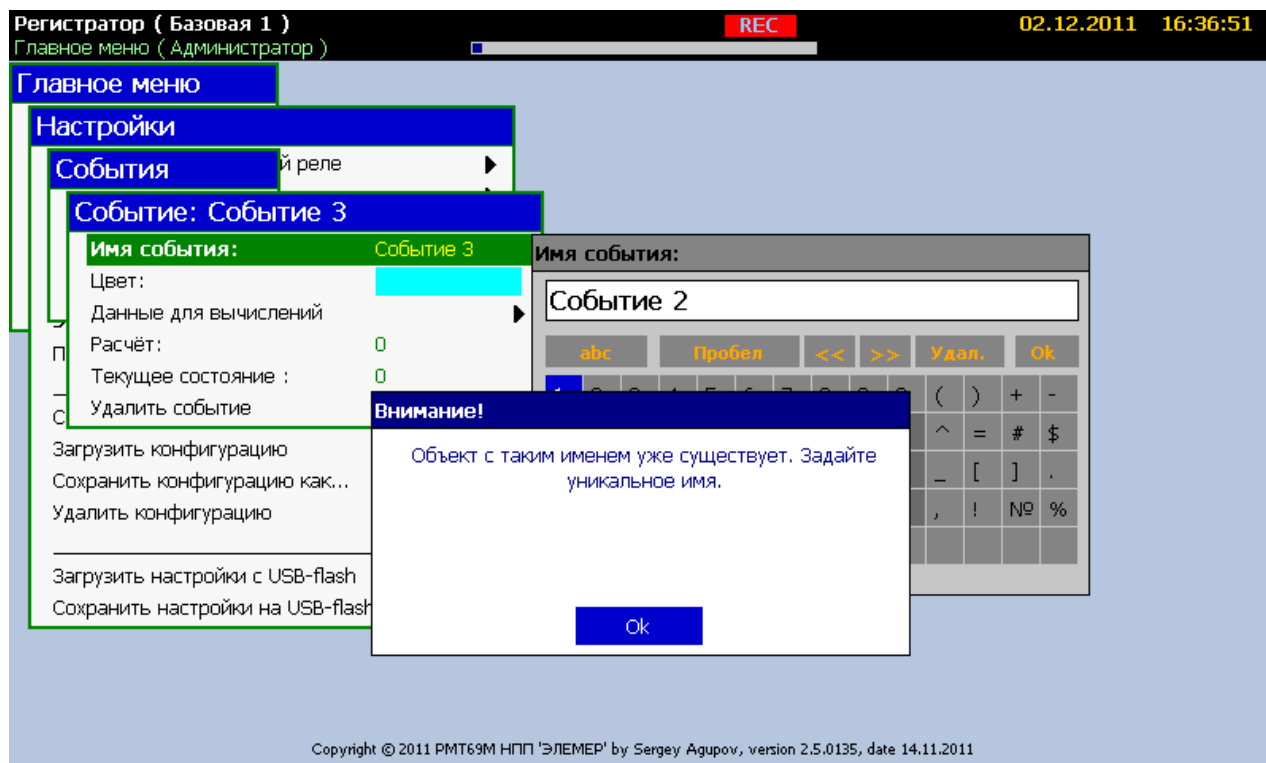 Регистратор ( Базовая 1 )
REC
02.12.2011 16:36:51
Главное меню ( Администратор )
Главное меню
Настройки
й реле
События
Событие: Событие 3
Имя события: Событие 3
Цвет:
Данные для вычислений
Расчёт: 0
Текущее состояние : 0
Удалить событие
Загрузить конфигурацию
Сохранить конфигурацию как...
Удалить конфигурацию
Загрузить настройки с USB-flash
Сохранить настройки на USB-flash
Имя события:
Событие 2
abc Пробел << >> Удал. Ok
( ) + -
^ = # $
_ [ ] .
, ! № %
Внимание!
Объект с таким именем уже существует. Задайте
уникальное имя.
Ok
Copyright © 2011 РМТ69М НПП 'ЭЛЕМЕР' by Sergey Agupov, version 2.5.0135, date 14.11.2011